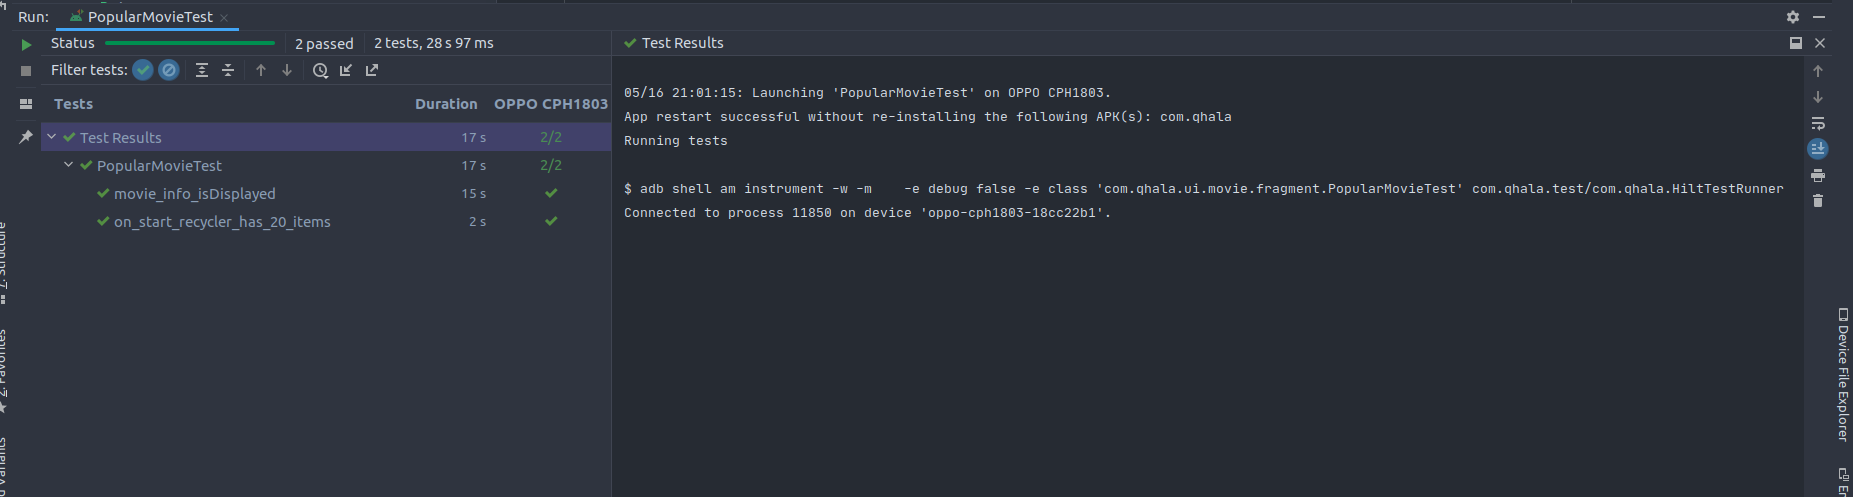 Run: PopularMovieTest
Status 2 passed 2 tests, 28 s 97 ms
Filter tests:
Tests Duration OPPO CPH1803
Test Results 17 s 2/2
PopularMovieTest 17 s 2/2
movie_info_isDisplayed 15 s
on_start_recycler_has_20_items 2 s
Test Results
05/16 21:01:15: Launching 'PopularMovieTest' on OPPO CPH1803.
App restart successful without re-installing the following APK(s): com.qhala
Running tests
$ adb shell am instrument -w -m    -e debug false -e class 'com.qhala.ui.movie.fragment.PopularMovieTest' com.qhala.test/com.qhala.HiltTestRunner
Connected to process 11850 on device 'oppo-cph1803-18cc22b1'.
Device File Explorer